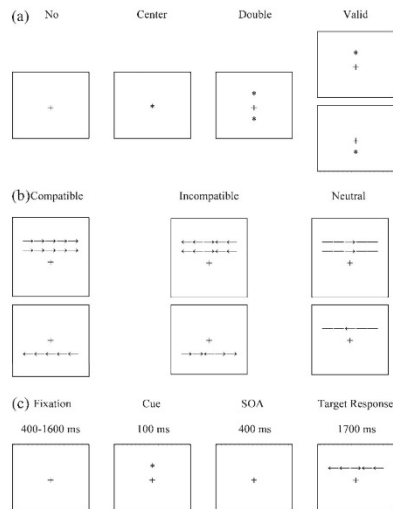 (a) No Center Double Valid
(b) Compatible Incompatible Neutral
(c) Fixation Cue SOA Target Response
400-1600 ms 100 ms 400 ms 1700 ms